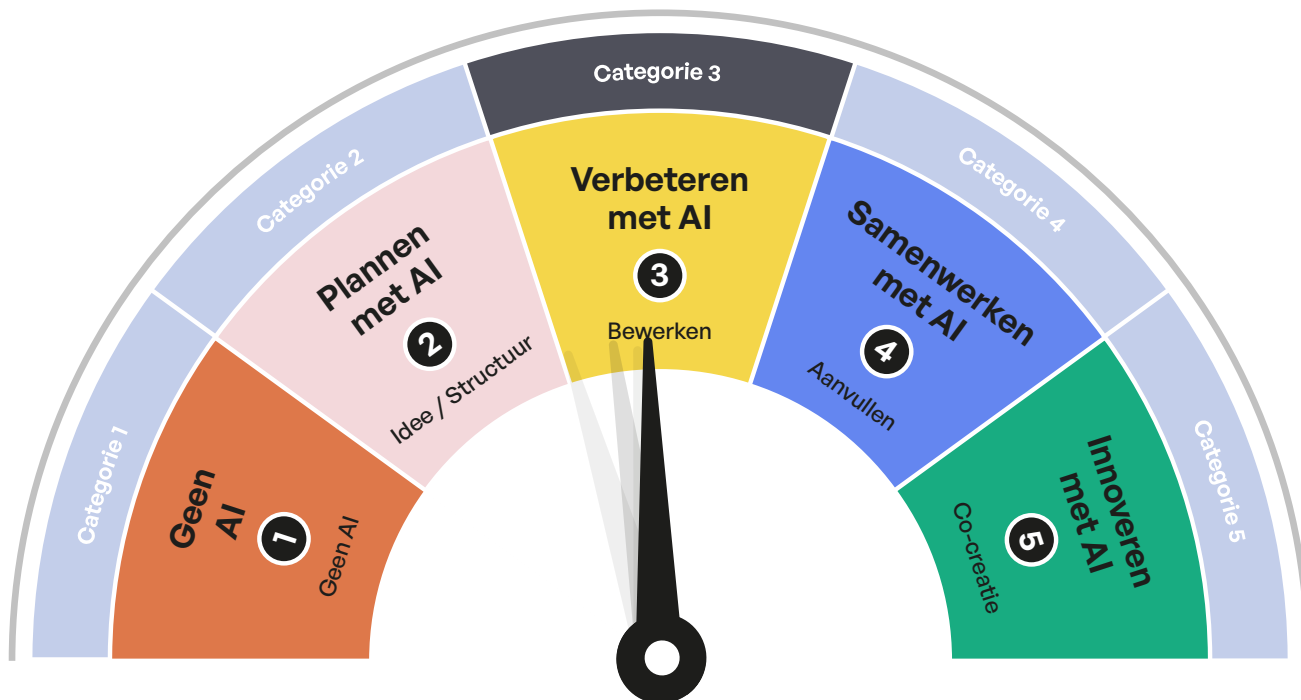 Categorie 1
Geen
AI
1
Geen AI
Categorie 2
Plannen
met AI
2
Idee / Structuur
Categorie 3
Verbeteren
met AI
3
Bewerken
Categorie 4
Samenwerken
met AI
4
Aanvullen
Categorie 5
Innoveren
met AI
5
Co-creatie